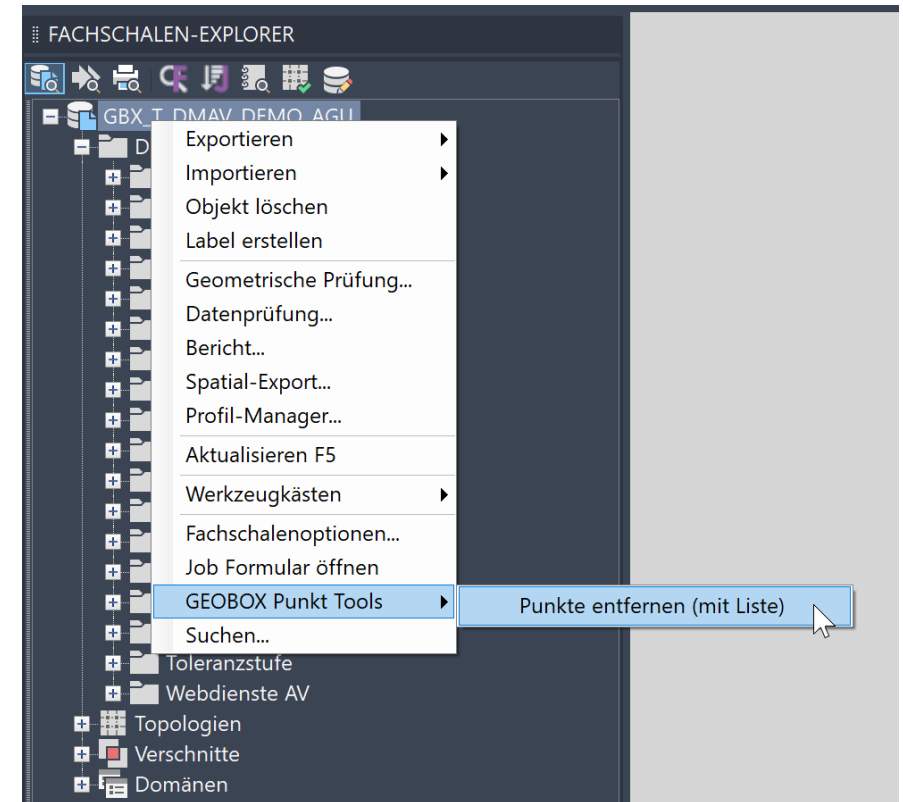 FACHSCHALEN-EXPLORER
GBX_T_DMAV_DEMO_AGU
D
Exportieren
Importieren
Objekt löschen
Label erstellen
Geometrische Prüfung...
Datenprüfung...
Bericht...
Spatial-Export...
Profil-Manager...
Aktualisieren F5
Werkzeugkästen
Fachschalenoptionen...
Job Formular öffnen
GEOBOX Punkt Tools
Punkte entfernen (mit Liste)
Suchen...
Toleranzstufe
Webdienste AV
Topologien
Verschnitte
Domänen